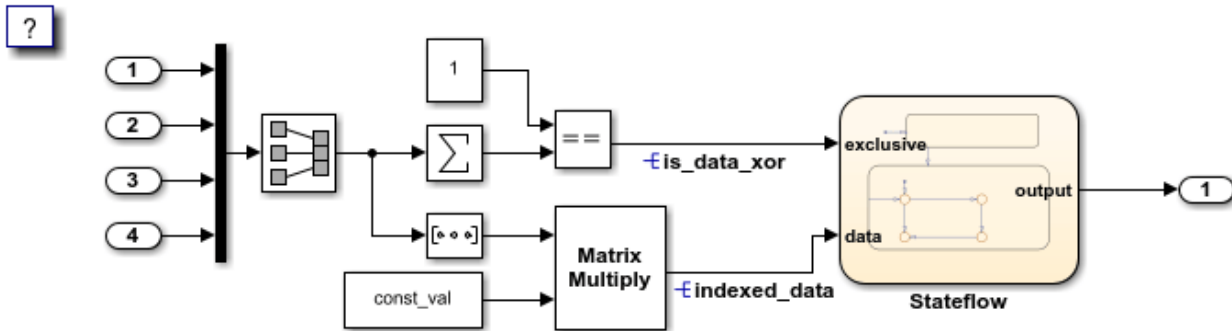 ?
1
2
3
4
1
Σ
==
is_data_xor
[∘∘∘]
const_val
Matrix
Multiply
indexed_data
exclusive
data
output
Stateflow
1